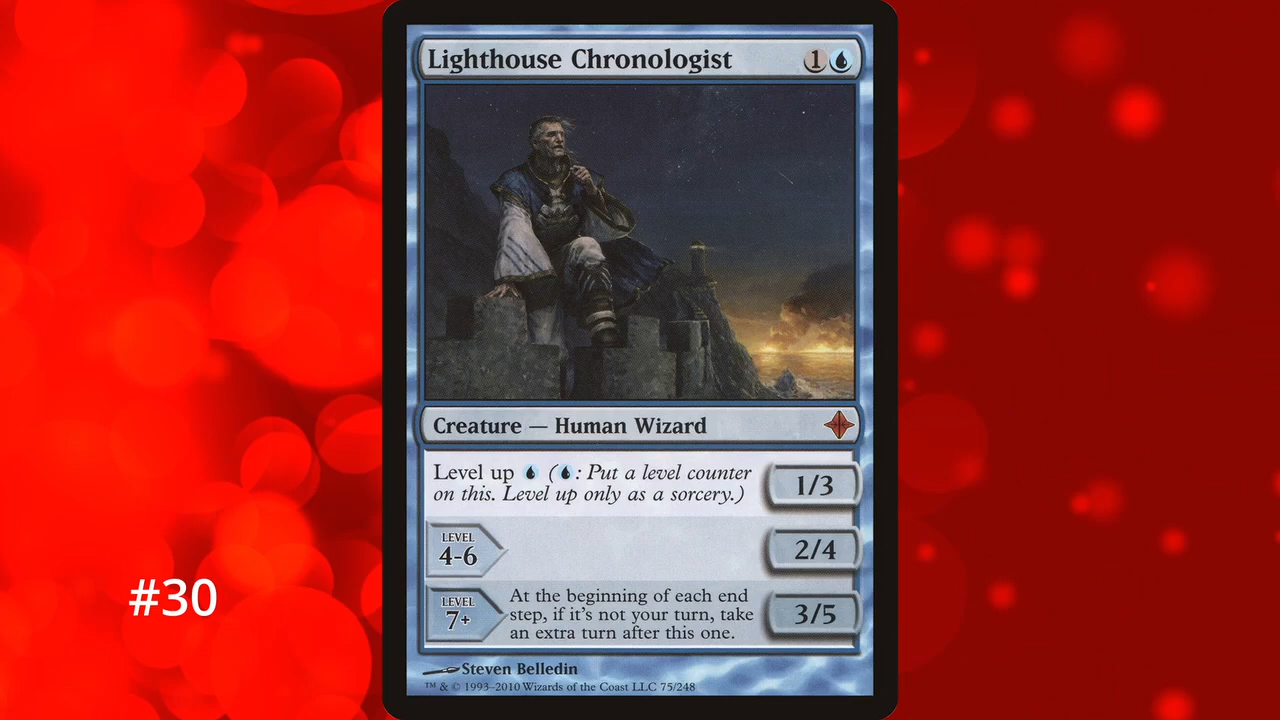 Lighthouse Chronologist 1
Creature — Human Wizard
Level up (: Put a level counter
on this. Level up only as a sorcery.)
1/3
LEVEL
4-6
2/4
LEVEL
7+
At the beginning of each end
step, if it's not your turn, take
an extra turn after this one.
3/5
Steven Belledin
™ & © 1993–2010 Wizards of the Coast LLC 75/248
#30